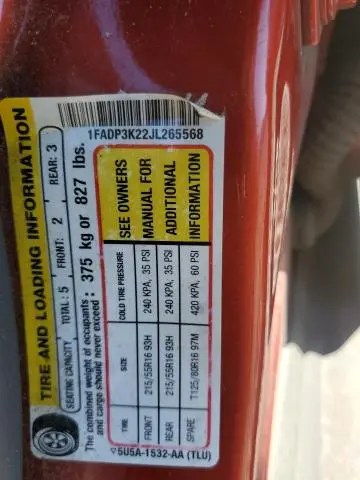 1FADP3K22JL265568
TIRE AND LOADING INFORMATION
SEATING CAPACITY TOTAL : 5 FRONT: 2 REAR: 3
The combined weight of occupants
and cargo should never exceed : 375 kg or 827 lbs.
TIRE SIZE COLD TIRE PRESSURE SEE OWNERS
FRONT 215/55R16 93H 240 KPA, 35 PSI MANUAL FOR
REAR 215/55R16 93H 240 KPA, 35 PSI ADDITIONAL
SPARE T125/80R16 97M 420 KPA, 60 PSI INFORMATION
5U5A-1532-AA (TLU)